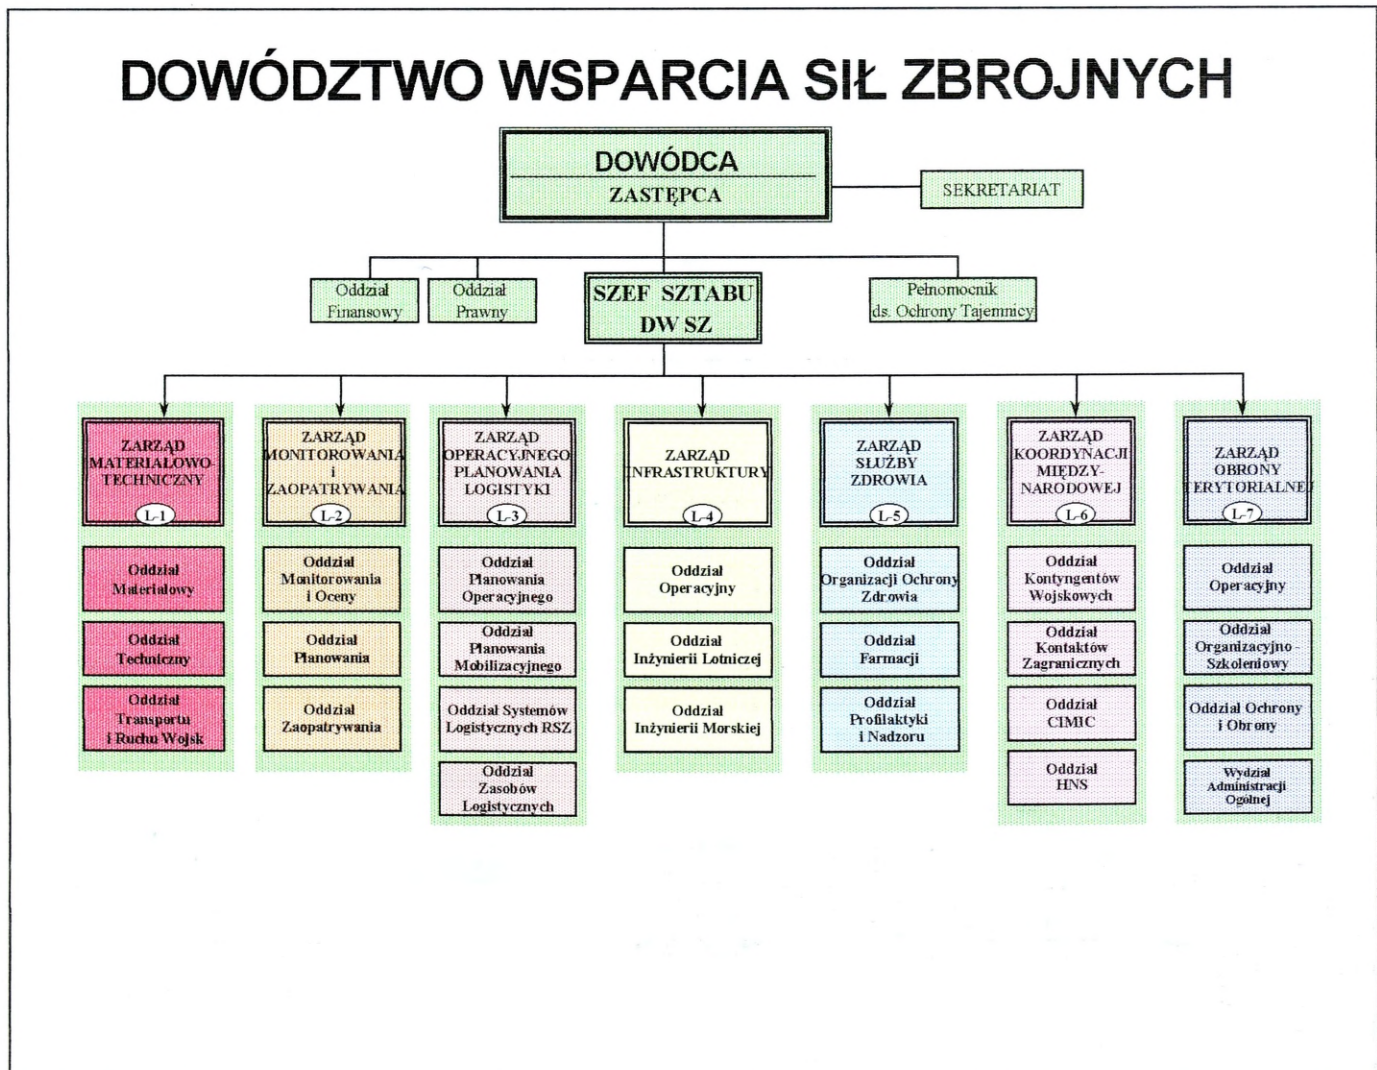 DOWÓDZTWO WSPARCIA SIŁ ZBROJNYCH
DOWÓDCA
ZASTĘPCA
SEKRETARIAT
Oddział
Finansowy
Oddział
Prawny
SZEF SZTABU
DW SZ
Pełnomocnik
ds. Ochrony Tajemnicy
ZARZĄD
MATERIAŁOWO-
TECHNICZNY
L-1
Oddział
Materiałowy
Oddział
Techniczny
Oddział
Transportu
i Ruchu Wojsk
ZARZĄD
MONITOROWANIA
i
ZAOPATRYWANIA
L-2
Oddział
Monitorowania
i Oceny
Oddział
Planowania
Oddział
Zaopatrywania
ZARZĄD
OPERACYJNEGO
PLANOWANIA
LOGISTYKI
L-3
Oddział
Planowania
Operacyjnego
Oddział
Planowania
Mobilizacyjnego
Oddział Systemów
Logistycznych RSZ
Oddział
Zasobów
Logistycznych
ZARZĄD
INFRASTRUKTURY
L-4
Oddział
Operacyjny
Oddział
Inżynierii Lotniczej
Oddział
Inżynierii Morskiej
ZARZĄD
SŁUŻBY
ZDROWIA
L-5
Oddział
Organizacji Ochrony
Zdrowia
Oddział
Farmacji
Oddział
Profilaktyki
i Nadzoru
ZARZĄD
KOORDYNACJI
MIĘDZY-
NARODOWEJ
L-6
Oddział
Kontyngentów
Wojskowych
Oddział
Kontaktów
Zagranicznych
Oddział
CIMIC
Oddział
HNS
ZARZĄD
OBRONY
TERYTORIALNEJ
L-7
Oddział
Operacyjny
Oddział
Organizacyjno -
Szkoleniowy
Oddział Ochrony
i Obrony
Wydział
Administracji
Ogólnej